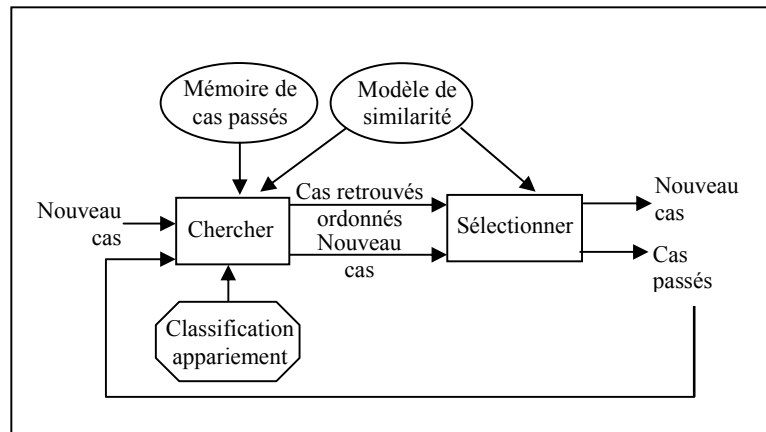 Mémoire de
cas passés
Modèle de
similarité
Nouveau
cas
Chercher
Cas retrouvés
ordonnés
Nouveau
cas
Sélectionner
Nouveau
cas
Cas
passés
Classification
appariement